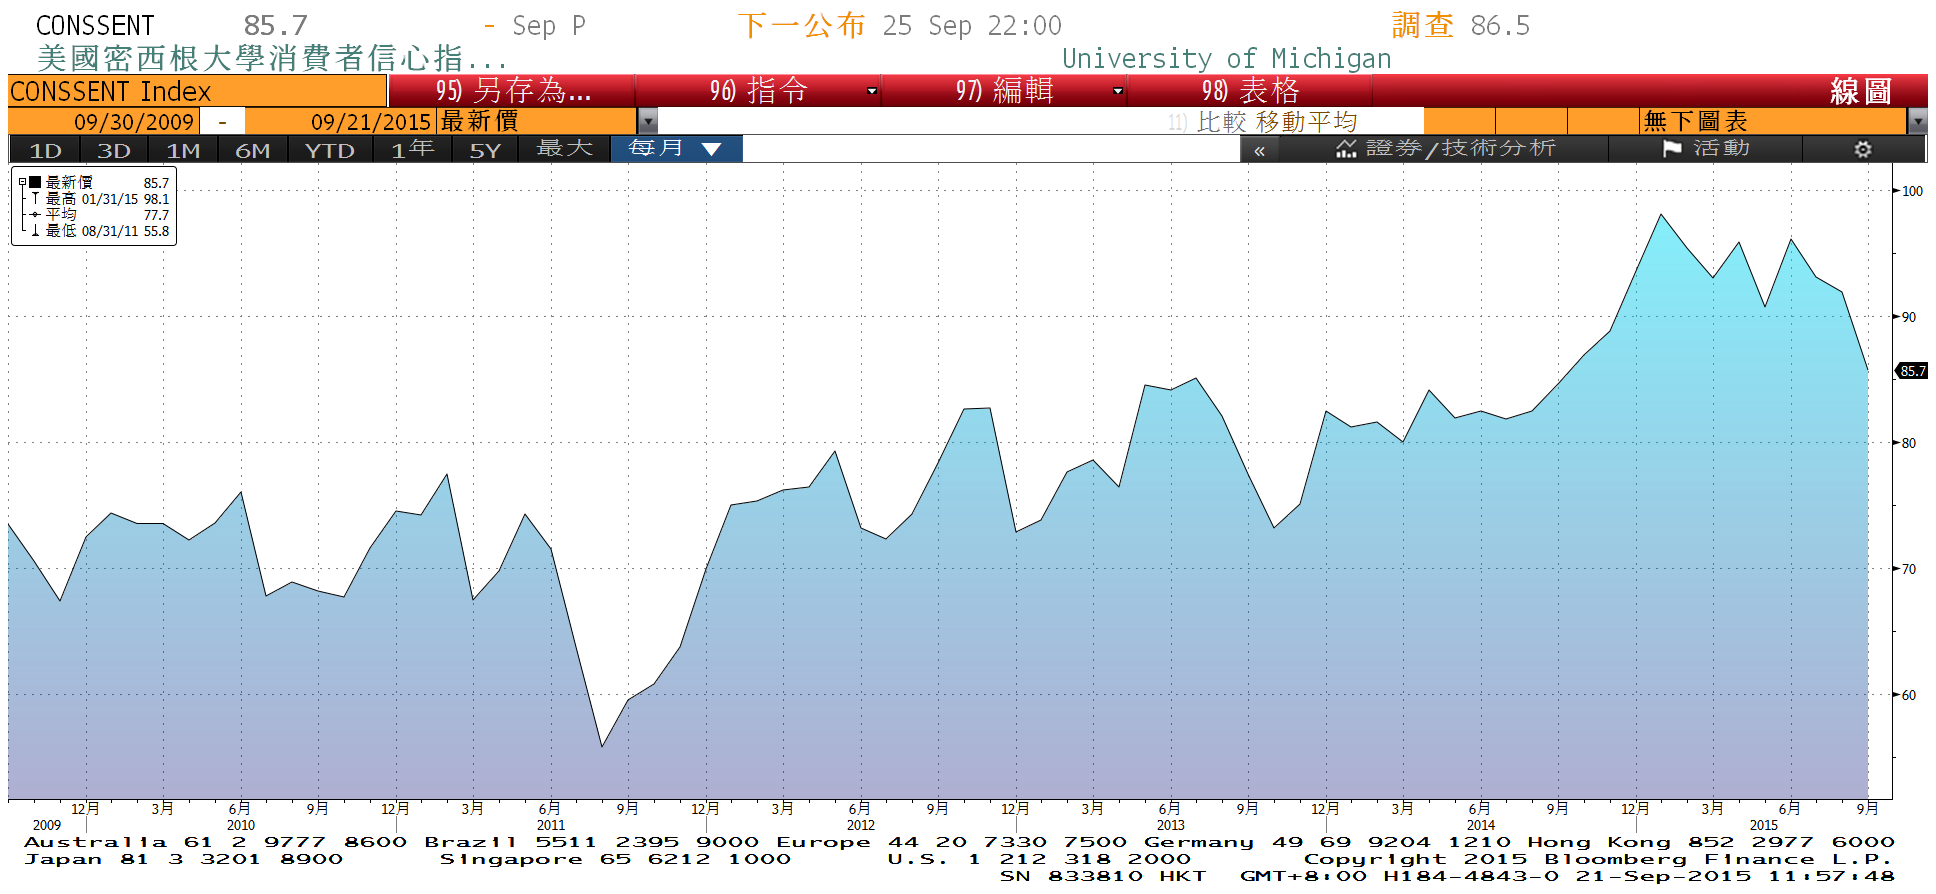 CONSSENT 85.7 - Sep P 下一公布 25 Sep 22:00 調查 86.5
美國密西根大學消費者信心指... University of Michigan
CONSSENT Index 95) 另存為... 96) 指令 97) 編輯 98) 表格 線圖
09/30/2009 - 09/21/2015 最新價 11) 比較 移動平均 無下圖表
1D 3D 1M 6M YTD 1年 5Y 最大 每月 « 證券/技術分析 活動
最新價 85.7
最高 01/31/15 98.1
平均 77.7
最低 08/31/11 55.8
100
90
85.7
80
70
60
12月 3月 6月 9月 12月 3月 6月 9月 12月 3月 6月 9月 12月 3月 6月 9月 12月 3月 6月 9月 12月 3月 6月 9月
2009 2010 2011 2012 2013 2014 2015
Australia 61 2 9777 8600 Brazil 5511 2395 9000 Europe 44 20 7330 7500 Germany 49 69 9204 1210 Hong Kong 852 2977 6000
Japan 81 3 3201 8900 Singapore 65 6212 1000 U.S. 1 212 318 2000 Copyright 2015 Bloomberg Finance L.P.
SN 833810 HKT GMT+8:00 H184-4843-0 21-Sep-2015 11:57:48